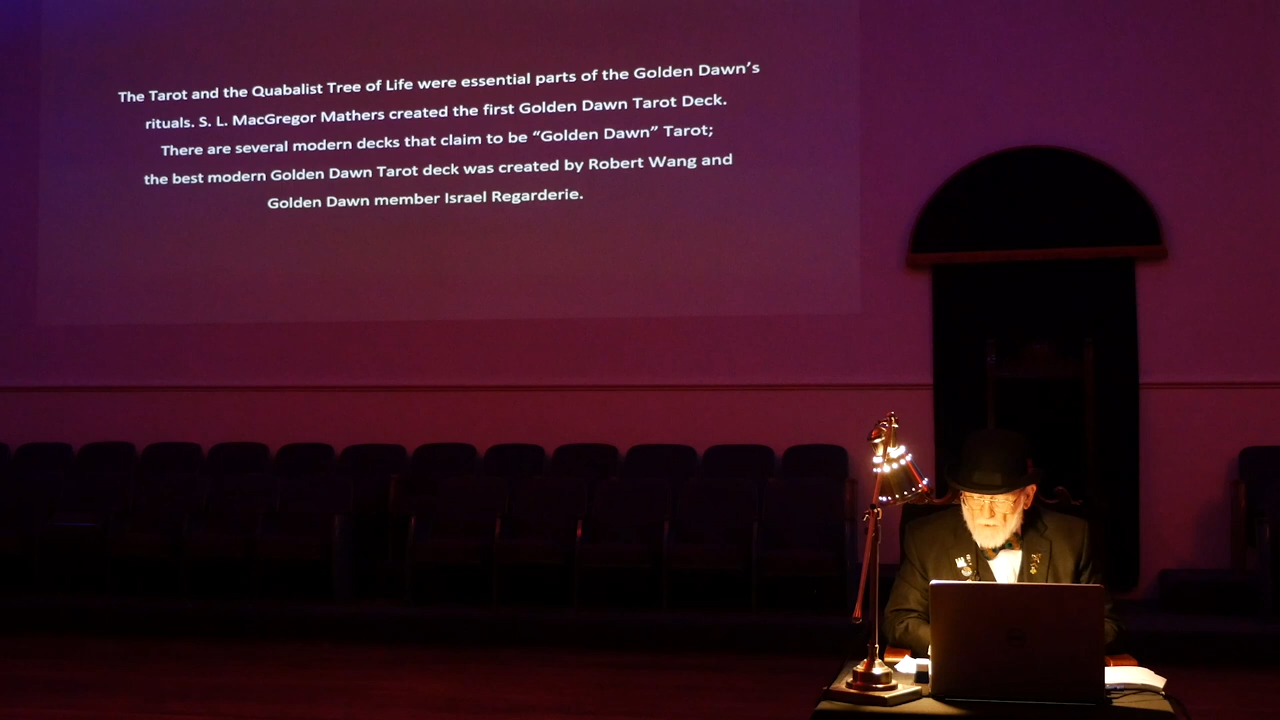 The Tarot and the Quabalist Tree of Life were essential parts of the Golden Dawn’s
rituals. S. L. MacGregor Mathers created the first Golden Dawn Tarot Deck.
There are several modern decks that claim to be “Golden Dawn” Tarot;
the best modern Golden Dawn Tarot deck was created by Robert Wang and
Golden Dawn member Israel Regarderie.